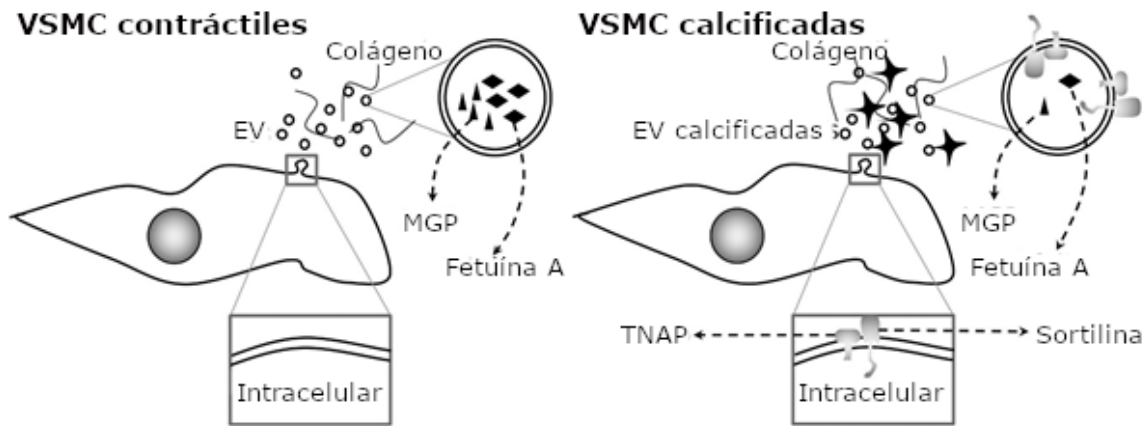 VSMC contráctiles
Colágeno
EV
MGP
Fetuína A
Intracelular
VSMC calcificadas
Colágeno
EV calcificadas
MGP
Fetuína A
TNAP
Sortilina
Intracelular